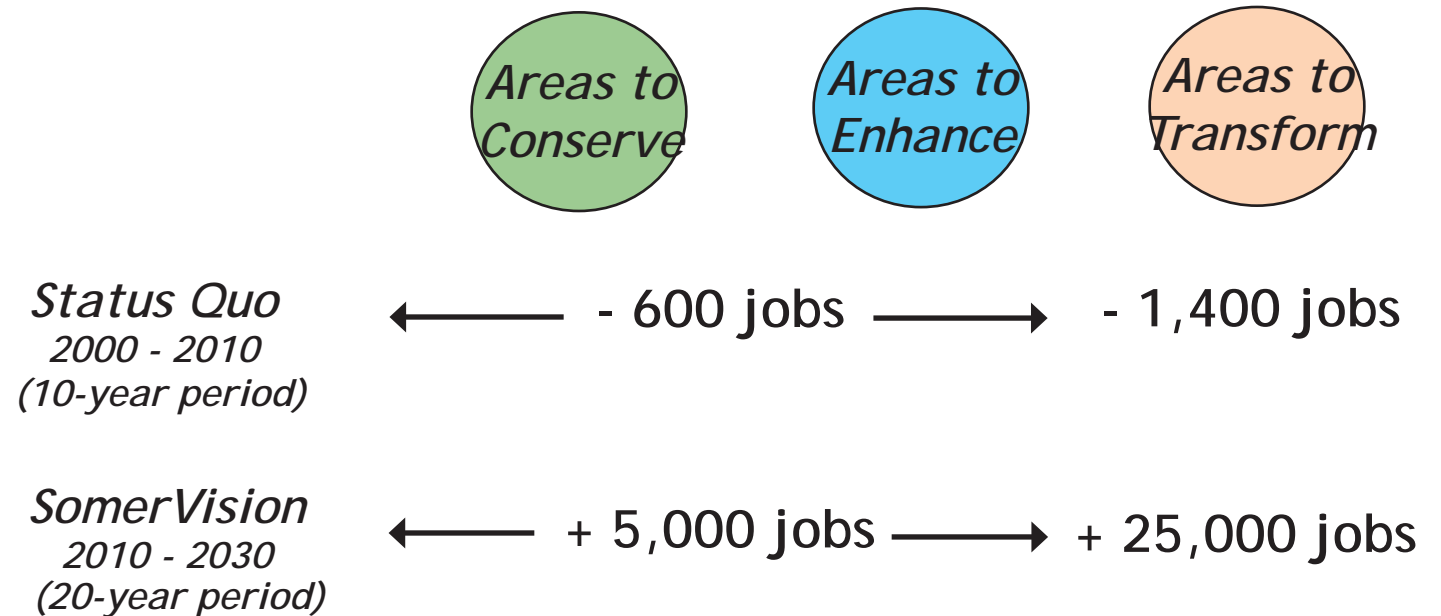 Areas to
Conserve
Areas to
Enhance
Areas to
Transform
Status Quo
2000 - 2010
(10-year period)
- 600 jobs
- 1,400 jobs
SomerVision
2010 - 2030
(20-year period)
+ 5,000 jobs
+ 25,000 jobs